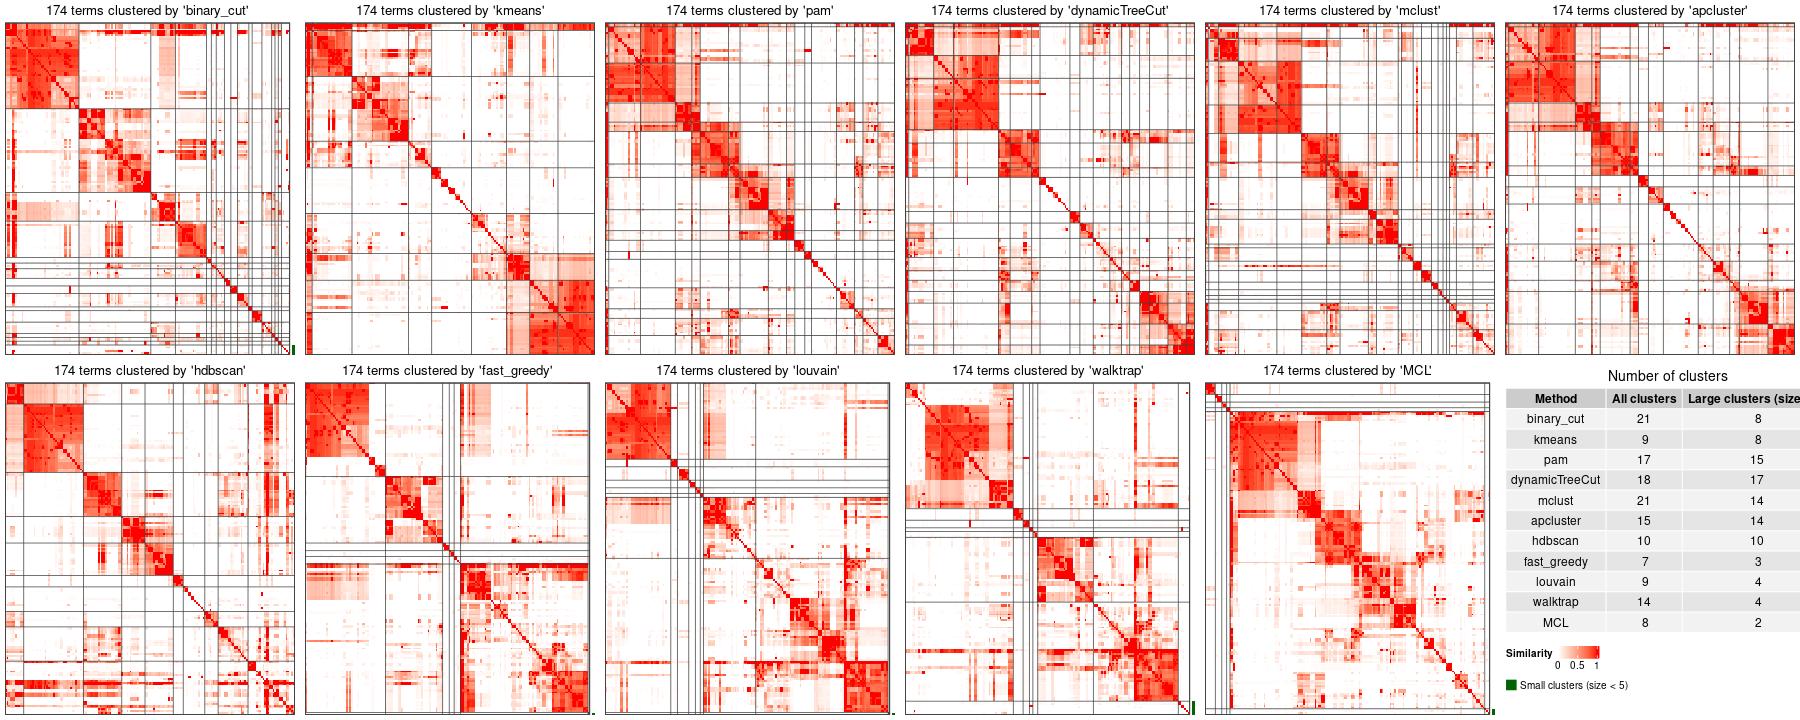 174 terms clustered by 'binary_cut'
174 terms clustered by 'kmeans'
174 terms clustered by 'pam'
174 terms clustered by 'dynamicTreeCut'
174 terms clustered by 'mclust'
174 terms clustered by 'apcluster'
174 terms clustered by 'hdbscan'
174 terms clustered by 'fast_greedy'
174 terms clustered by 'louvain'
174 terms clustered by 'walktrap'
174 terms clustered by 'MCL'
Number of clusters
Method All clusters Large clusters (size
binary_cut 21 8
kmeans 9 8
pam 17 15
dynamicTreeCut 18 17
mclust 21 14
apcluster 15 14
hdbscan 10 10
fast_greedy 7 3
louvain 9 4
walktrap 14 4
MCL 8 2
Similarity
0 0.5 1
Small clusters (size < 5)